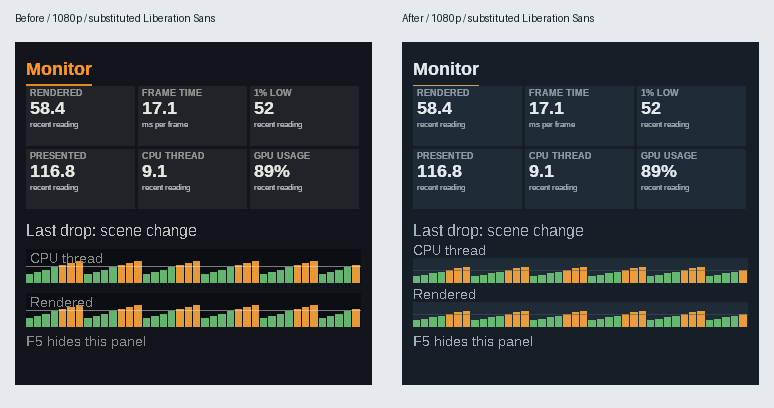 Before / 1080p / substituted Liberation Sans
Monitor
RENDERED FRAME TIME 1% LOW
58.4 17.1 52
recent reading ms per frame recent reading
PRESENTED CPU THREAD GPU USAGE
116.8 9.1 89%
recent reading recent reading recent reading
Last drop: scene change
CPU thread
Rendered
F5 hides this panel
After / 1080p / substituted Liberation Sans
Monitor
RENDERED FRAME TIME 1% LOW
58.4 17.1 52
recent reading ms per frame recent reading
PRESENTED CPU THREAD GPU USAGE
116.8 9.1 89%
recent reading recent reading recent reading
Last drop: scene change
CPU thread
Rendered
F5 hides this panel